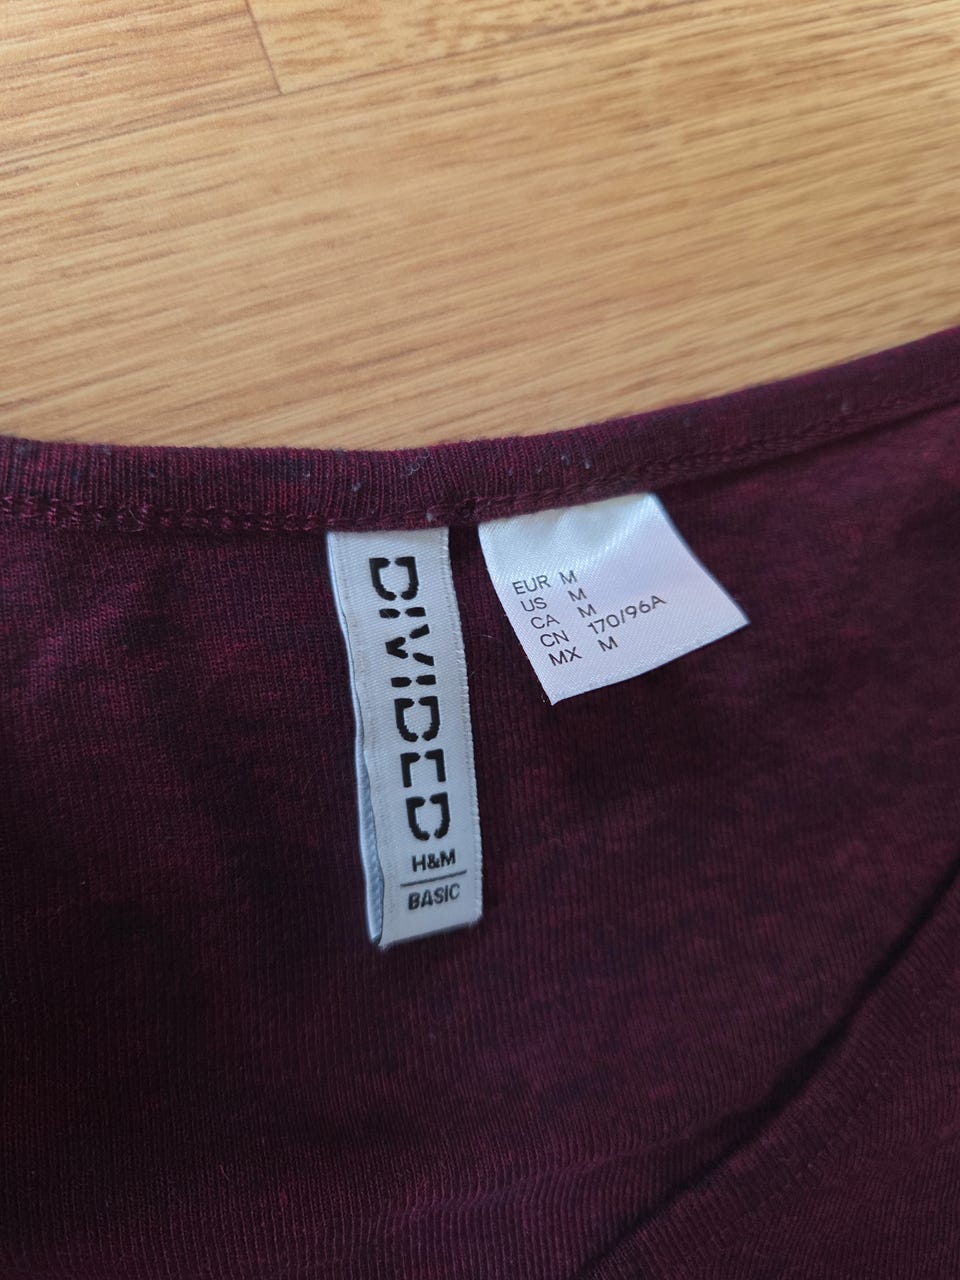 DIVIDED
H&M
BASIC
EUR M
US M
CA M
CN 170/96A
MX M